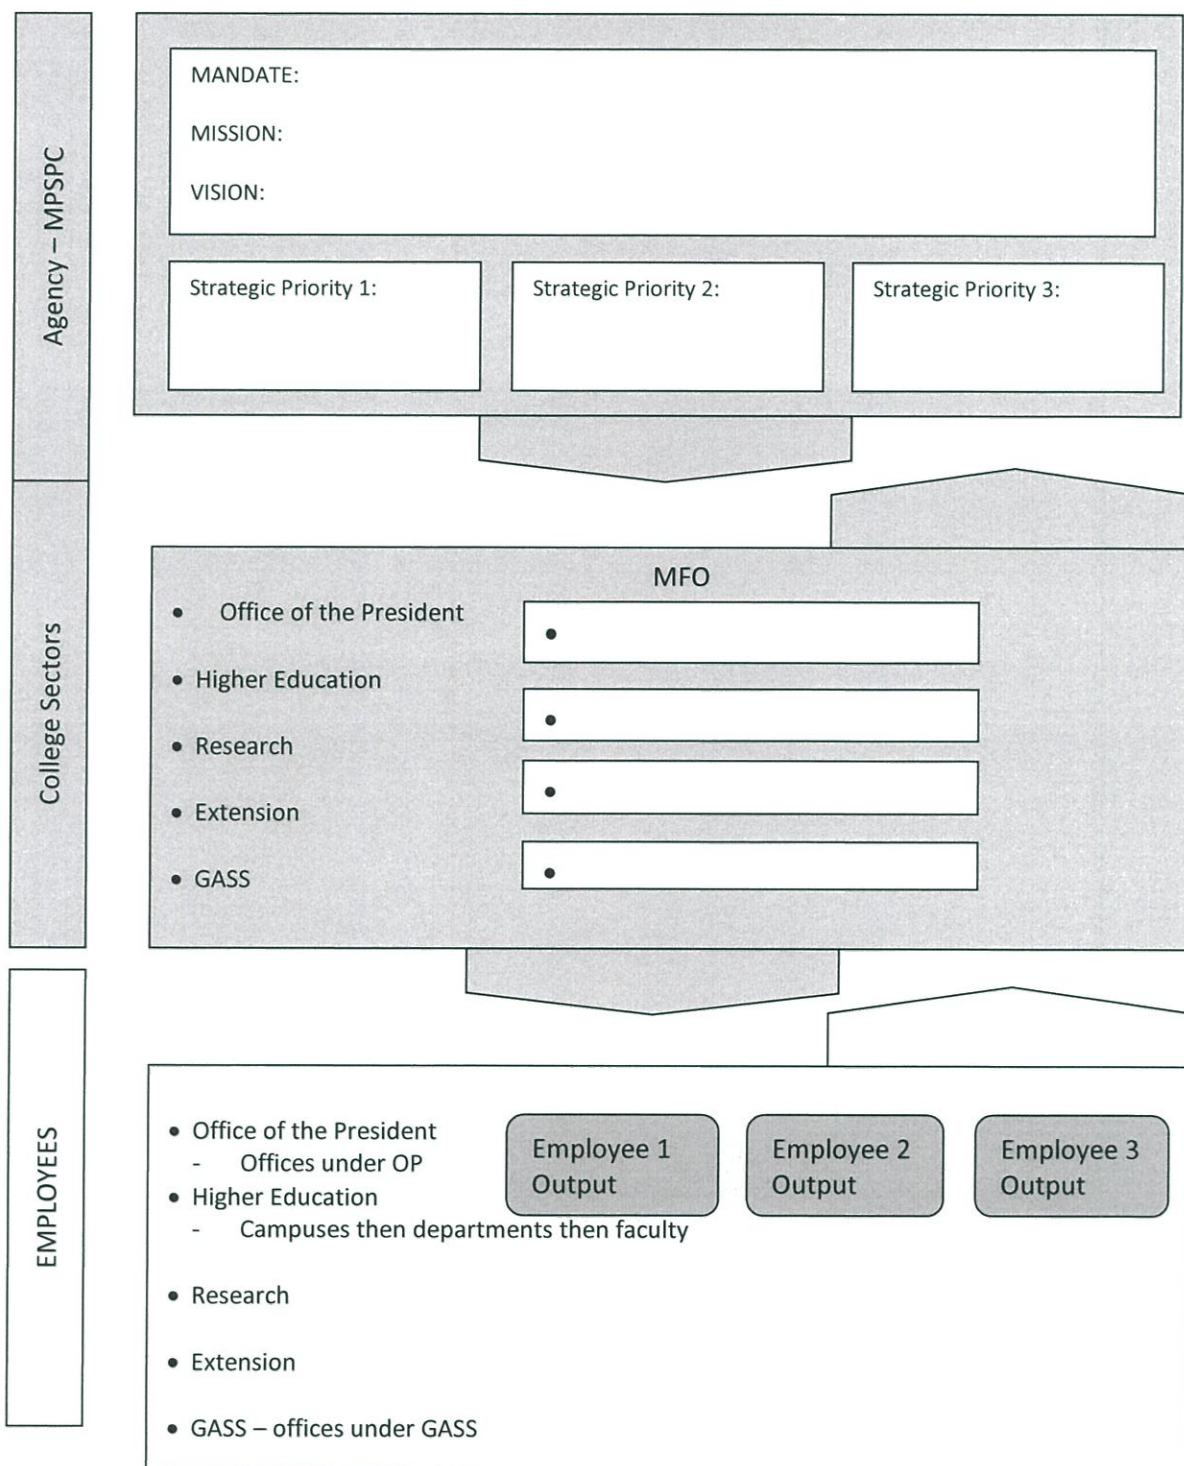 Agency – MPSPC
MANDATE:
MISSION:
VISION:
Strategic Priority 1:
Strategic Priority 2:
Strategic Priority 3:
College Sectors
MFO
• Office of the President
• Higher Education
• Research
• Extension
• GASS
•
•
•
•
EMPLOYEES
• Office of the President
- Offices under OP
• Higher Education
- Campuses then departments then faculty
• Research
• Extension
• GASS – offices under GASS
Employee 1
Output
Employee 2
Output
Employee 3
Output